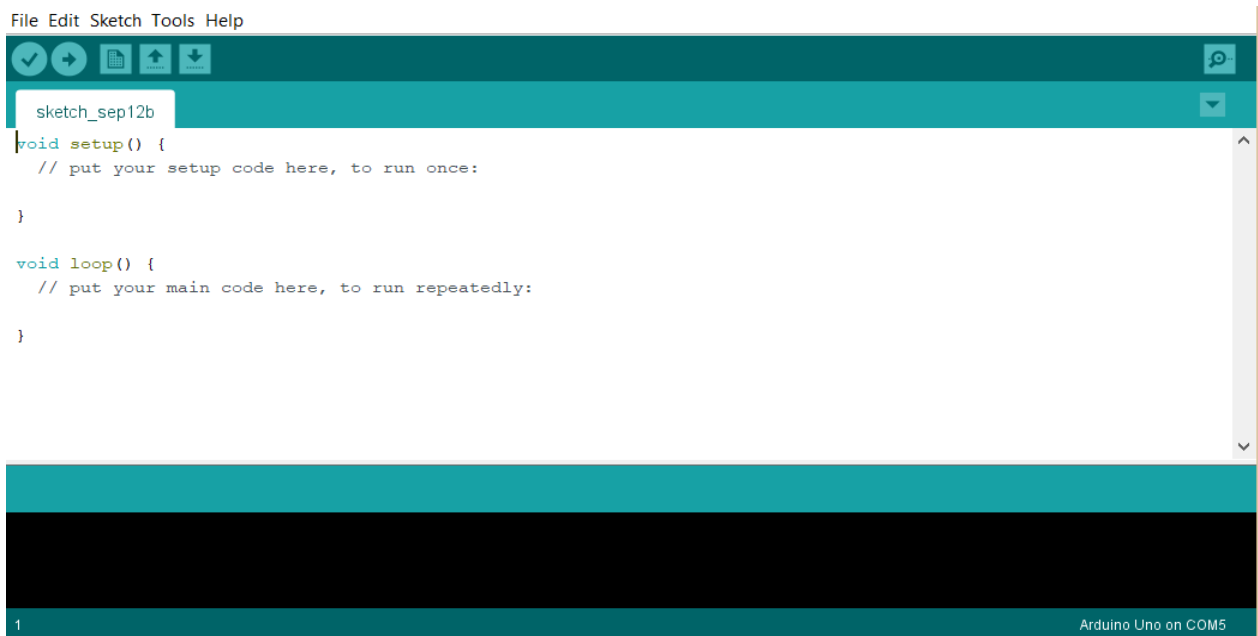 File Edit Sketch Tools Help
sketch_sep12b
void setup() {
  // put your setup code here, to run once:
}
void loop() {
  // put your main code here, to run repeatedly:
}
1
Arduino Uno on COM5